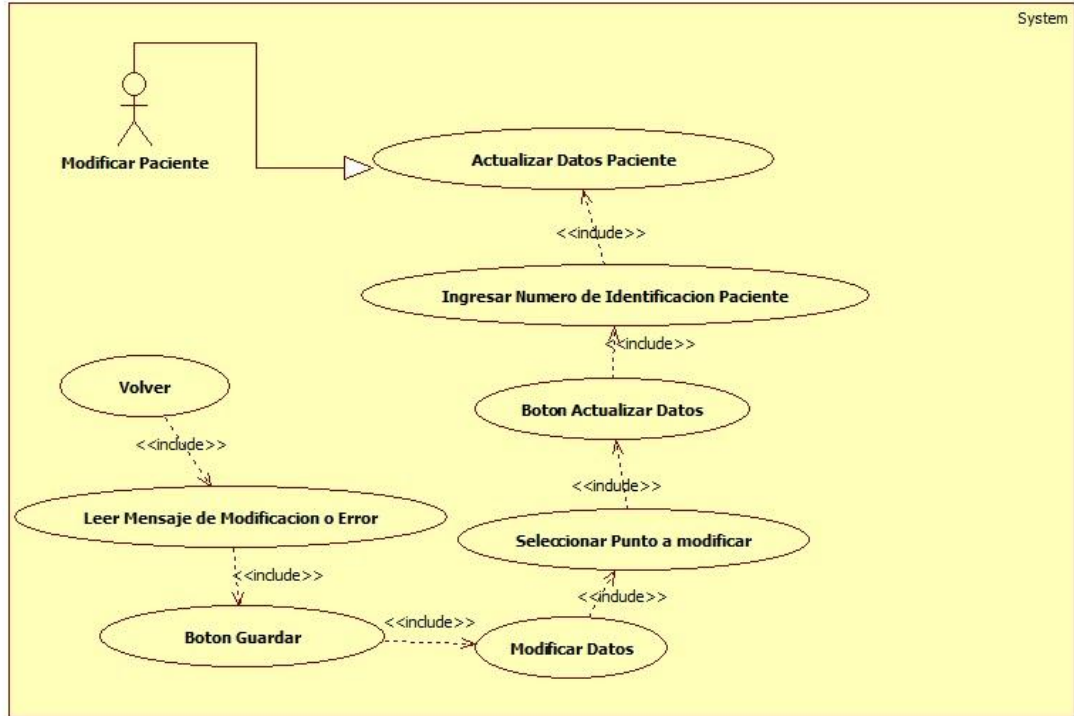 System
Modificar Paciente
Actualizar Datos Paciente
<<include>>
Ingresar Numero de Identificacion Paciente
<<include>>
Volver
Boton Actualizar Datos
<<include>>
<<include>>
Leer Mensaje de Modificacion o Error
Seleccionar Punto a modificar
<<include>>
<<include>>
Boton Guardar
<<include>>
Modificar Datos